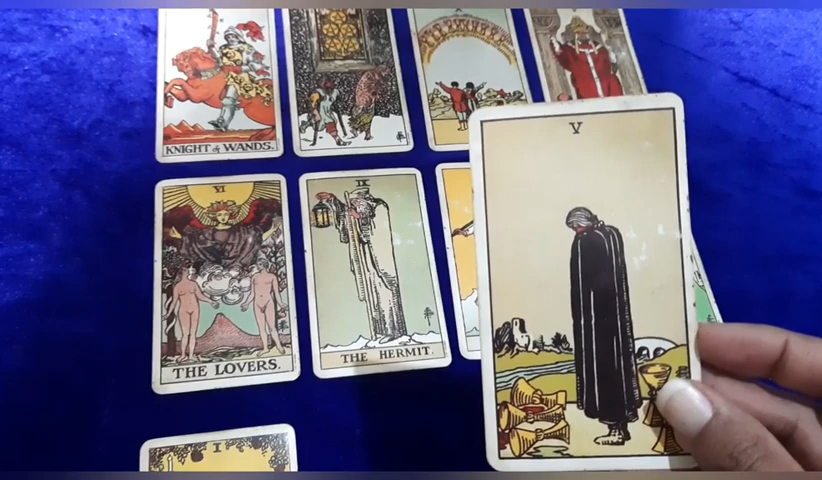 KNIGHT of WANDS.
V
VI
THE LOVERS.
IX
THE HERMIT.
I